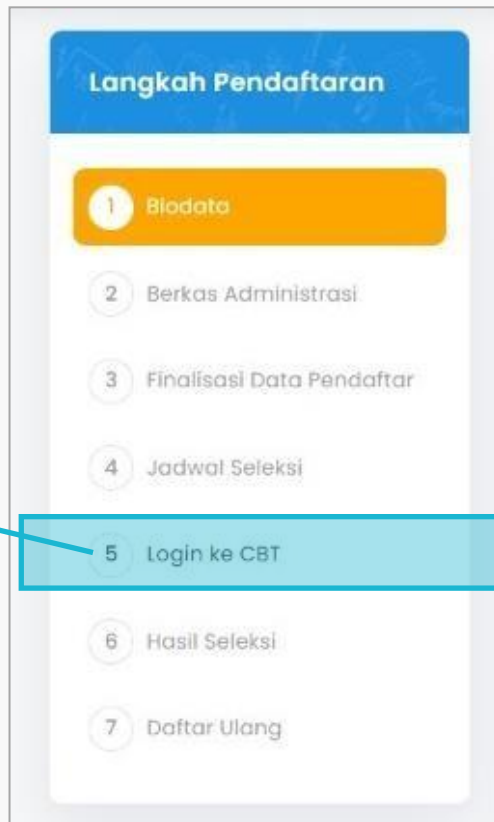 Langkah Pendaftaran
1 Biodata
2 Berkas Administrasi
3 Finalisasi Data Pendaftar
4 Jadwal Seleksi
5 Login ke CBT
6 Hasil Seleksi
7 Daftar Ulang